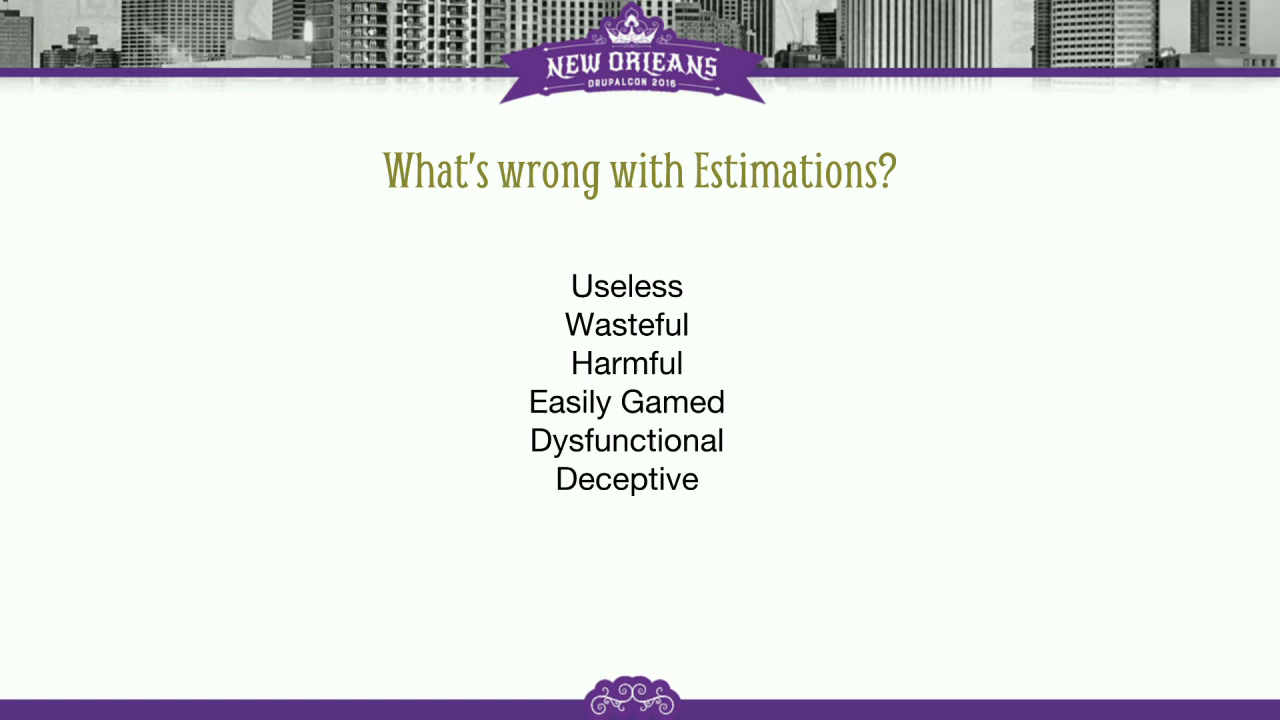 NEW ORLEANS
DRUPALCON 2016
What's wrong with Estimations?
Useless
Wasteful
Harmful
Easily Gamed
Dysfunctional
Deceptive